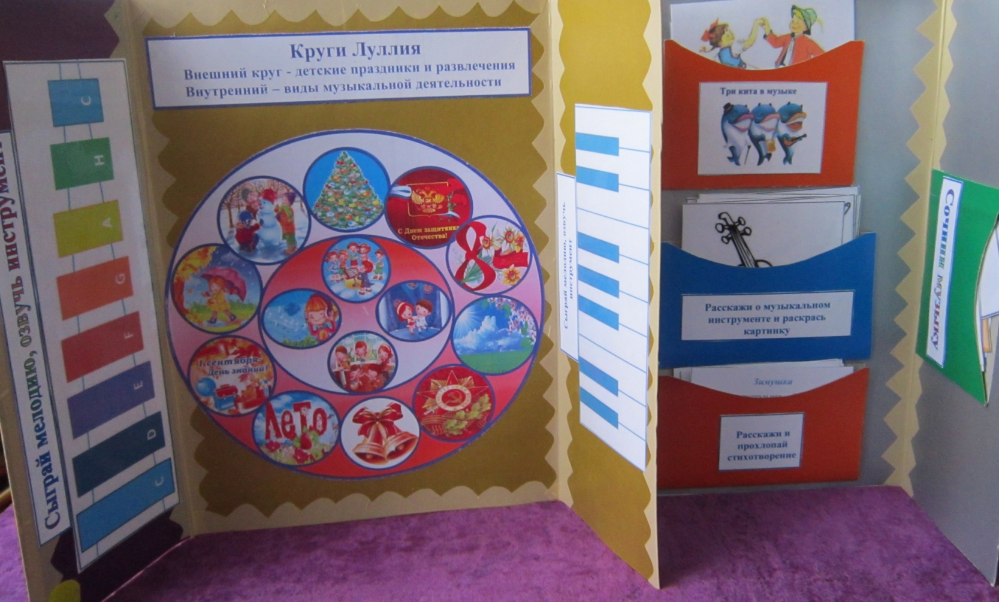 Сыграй мелодию, озвучь инструмент
C
H
A
G
F
E
D
C
Круги Луллия
Внешний круг - детские праздники и развлечения
Внутренний – виды музыкальной деятельности
С Днем защитника
Отечества!
8
1 сентября-
День знаний!
Лето
Сыграй мелодию, озвучь
инструмент
Три кита в музыке
Расскажи о музыкальном
инструменте и раскрась
картинку
Зимушка
Расскажи и
прохлопай
стихотворение
Сочини музыку